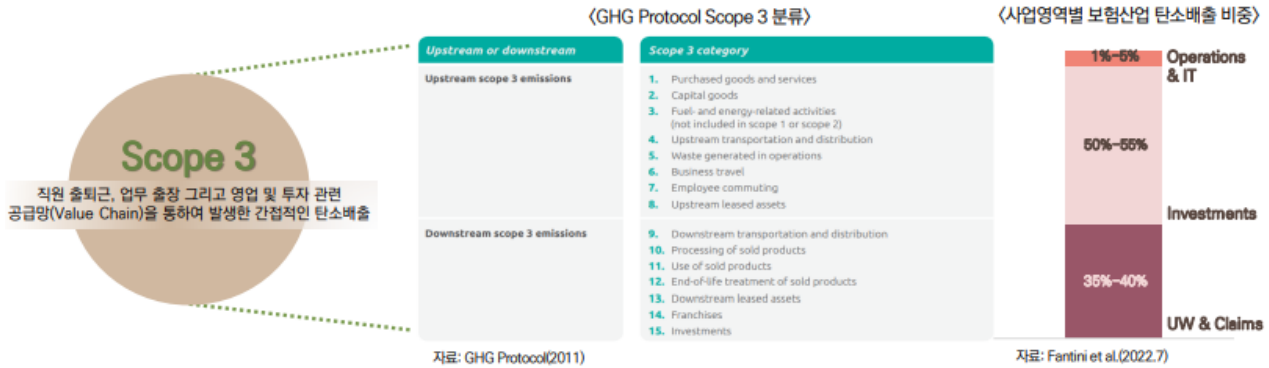 〈GHG Protocol Scope 3 분류〉
〈사업영역별 보험산업 탄소배출 비중〉
Scope 3
직원 출퇴근, 업무 출장 그리고 영업 및 투자 관련
공급망(Value Chain)을 통하여 발생한 간접적인 탄소배출
Upstream or downstream
Scope 3 category
Upstream scope 3 emissions
1. Purchased goods and services
2. Capital goods
3. Fuel- and energy-related activities
(not included in scope 1 or scope 2)
4. Upstream transportation and distribution
5. Waste generated in operations
6. Business travel
7. Employee commuting
8. Upstream leased assets
Downstream scope 3 emissions
9. Downstream transportation and distribution
10. Processing of sold products
11. Use of sold products
12. End-of-life treatment of sold products
13. Downstream leased assets
14. Franchises
15. Investments
자료: GHG Protocol(2011)
1%-5%
Operations
& IT
50%-55%
Investments
35%-40%
UW & Claims
자료: Fantini et al.(2022.7)